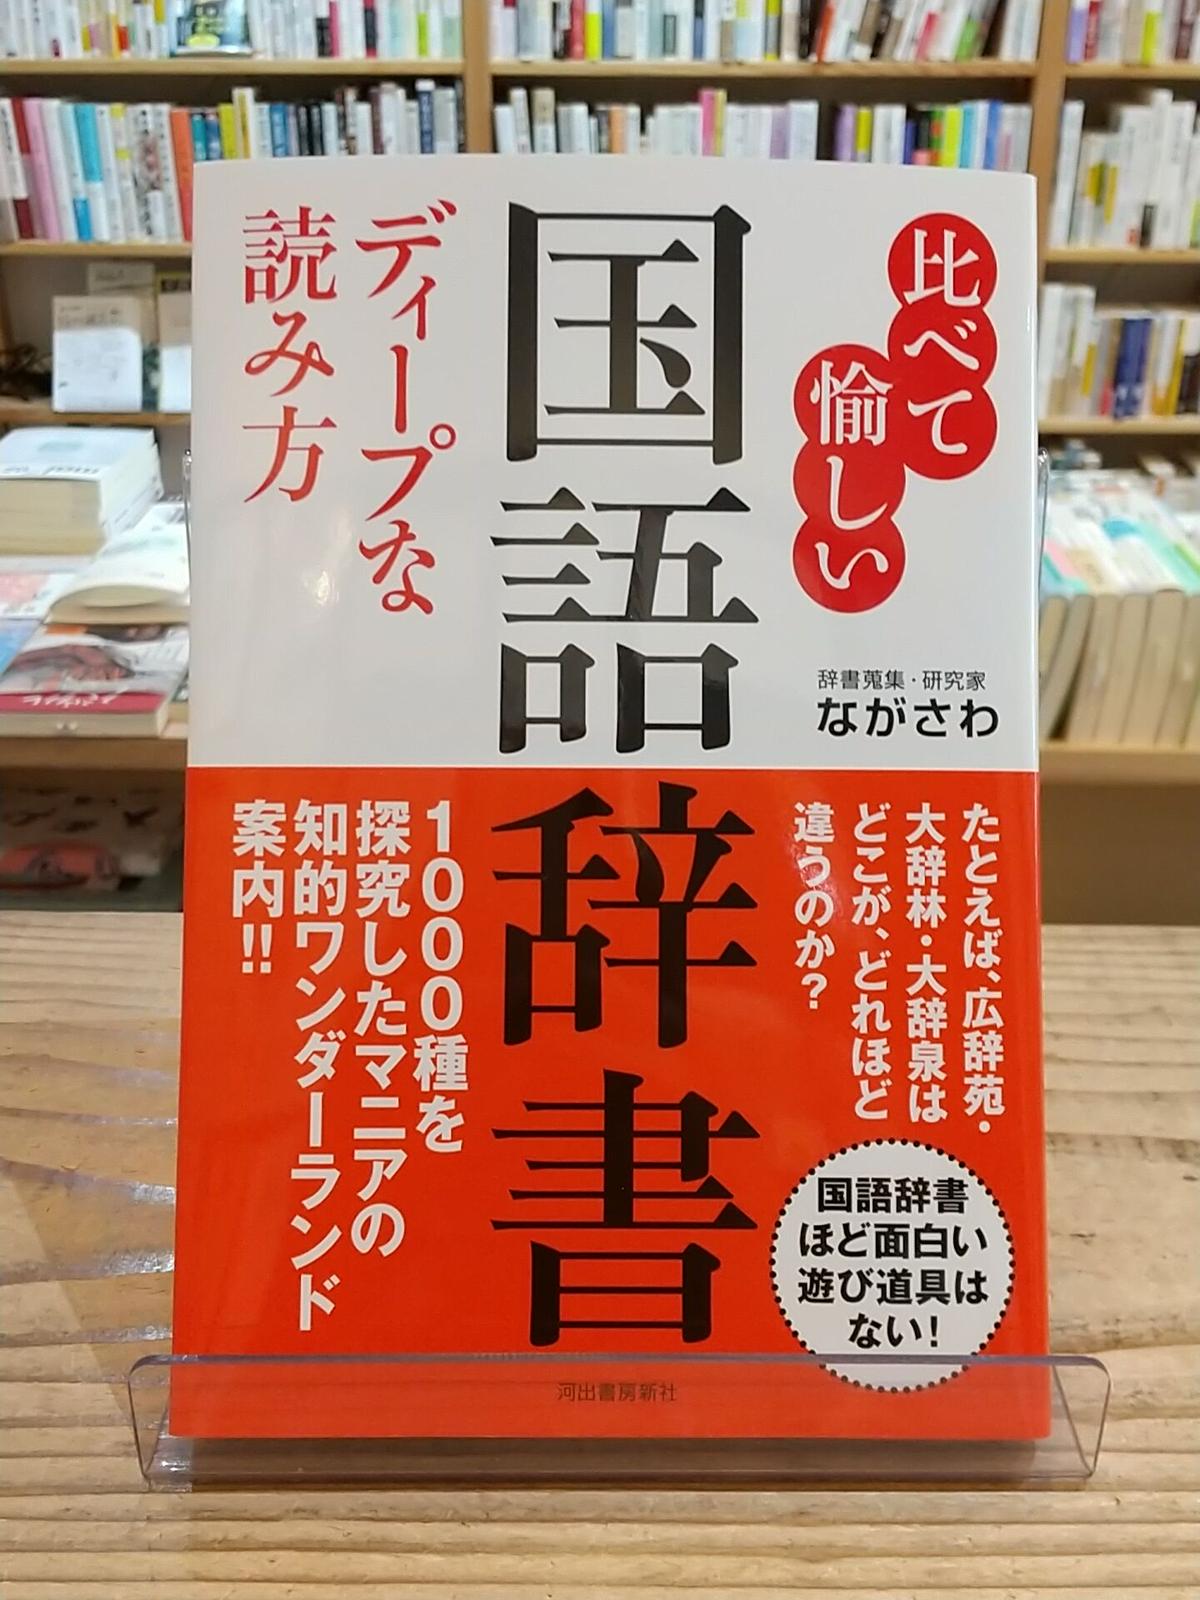 比べて
愉しい
国語辞書
ディープな
読み方
辞書蒐集・研究家
ながさわ
たとえば、広辞苑・
大辞林・大辞泉は
どこが、どれほど
違うのか?
国語辞書
ほど面白い
遊び道具は
ない!
1000種を
探究したマニアの
知的ワンダーランド
案内!!
河出書房新社